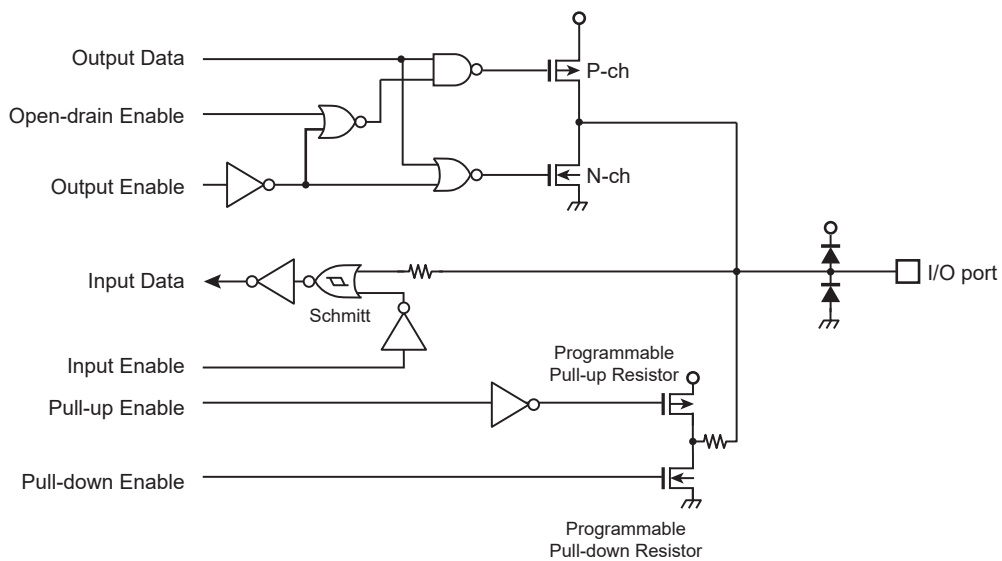 Output Data
P-ch
Open-drain Enable
Output Enable
N-ch
Input Data
I/O port
Schmitt
Input Enable
Programmable
Pull-up Resistor
Pull-up Enable
Pull-down Enable
Programmable
Pull-down Resistor